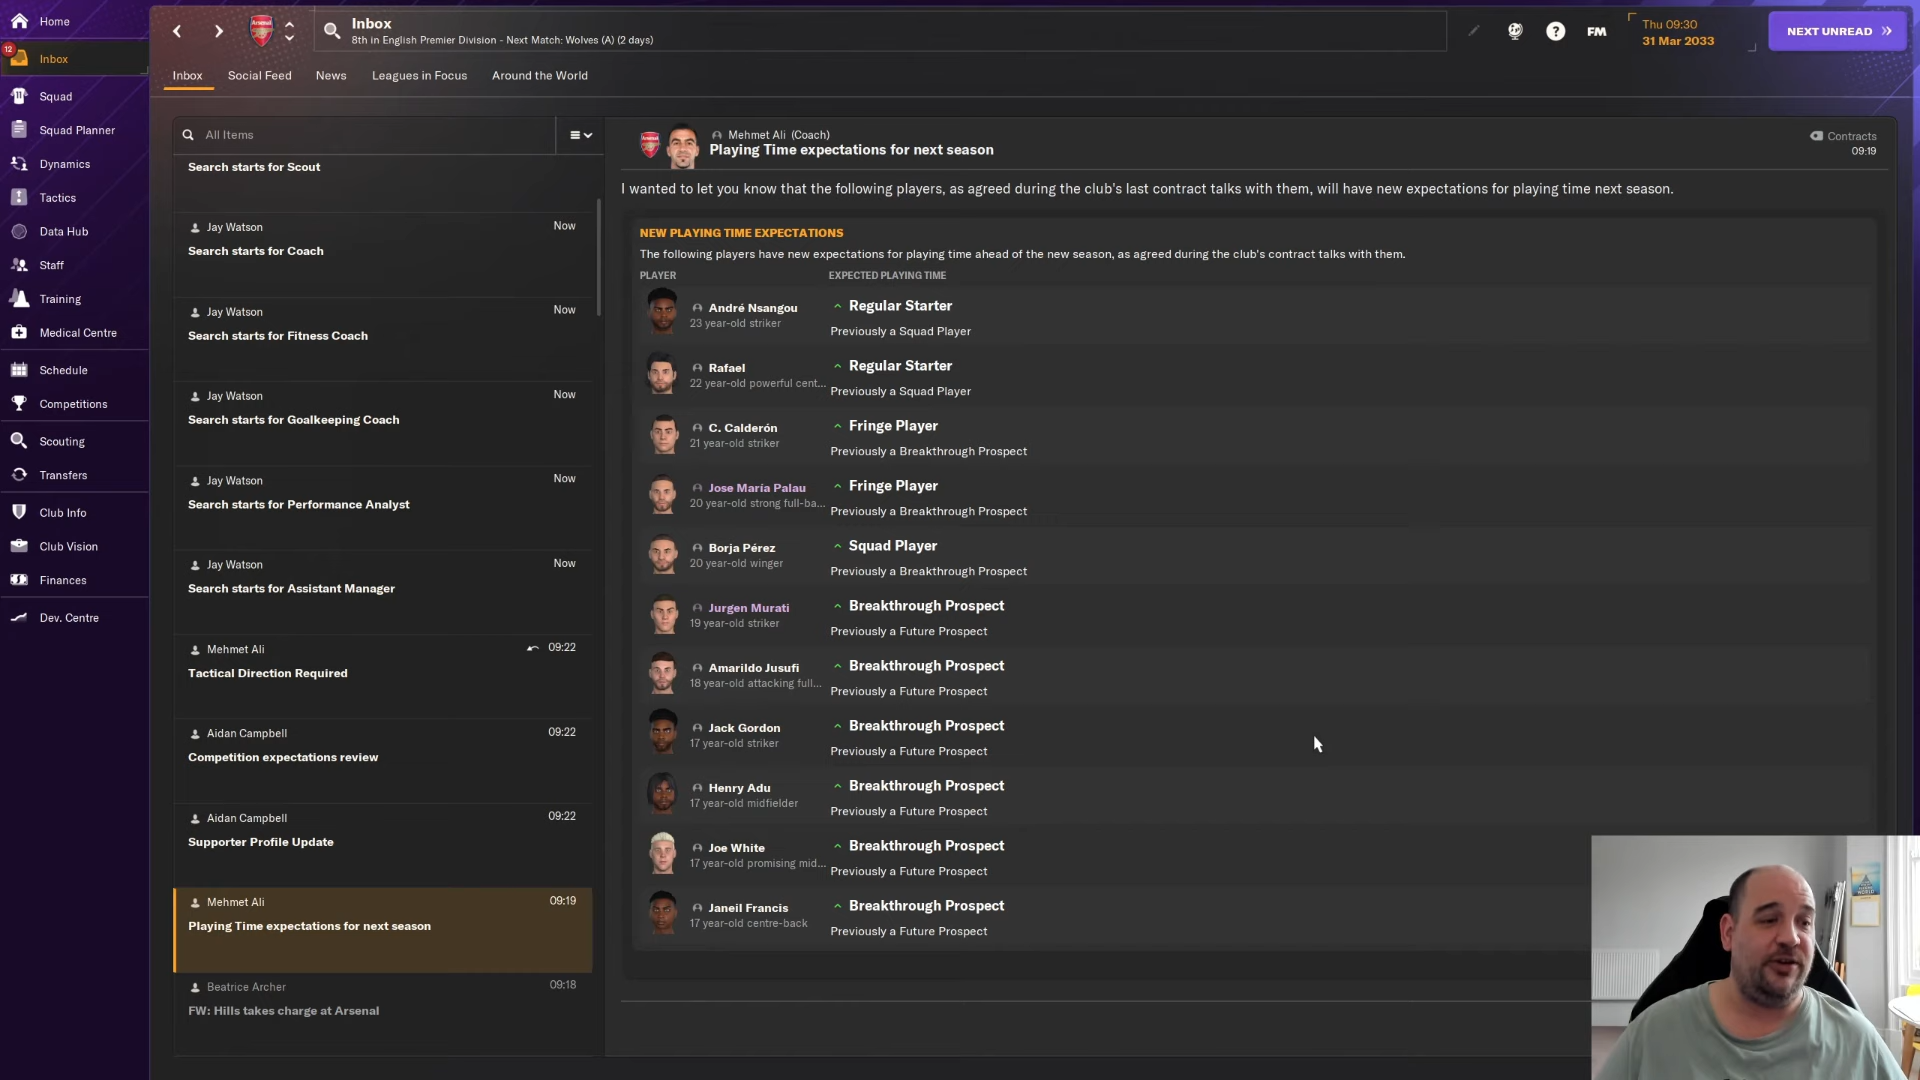 Home
12
Inbox
Squad
Squad Planner
Dynamics
Tactics
Data Hub
Staff
Training
Medical Centre
Schedule
Competitions
Scouting
Transfers
Club Info
Club Vision
Finances
Dev. Centre
Inbox
8th in English Premier Division - Next Match: Wolves (A) (2 days)
FM
Thu 09:30
31 Mar 2033
NEXT UNREAD
Inbox
Social Feed
News
Leagues in Focus
Around the World
All Items
Search starts for Scout
Jay Watson
Now
Search starts for Coach
Jay Watson
Now
Search starts for Fitness Coach
Jay Watson
Now
Search starts for Goalkeeping Coach
Jay Watson
Now
Search starts for Performance Analyst
Jay Watson
Now
Search starts for Assistant Manager
Mehmet Ali
09:22
Tactical Direction Required
Aidan Campbell
09:22
Competition expectations review
Aidan Campbell
09:22
Supporter Profile Update
Mehmet Ali
09:19
Playing Time expectations for next season
Beatrice Archer
09:18
FW: Hills takes charge at Arsenal
Mehmet Ali (Coach)
Playing Time expectations for next season
Contracts
09:19
I wanted to let you know that the following players, as agreed during the club's last contract talks with them, will have new expectations for playing time next season.
NEW PLAYING TIME EXPECTATIONS
The following players have new expectations for playing time ahead of the new season, as agreed during the club's contract talks with them.
PLAYER
EXPECTED PLAYING TIME
André Nsangou
23 year-old striker
Regular Starter
Previously a Squad Player
Rafael
22 year-old powerful cent...
Regular Starter
Previously a Squad Player
C. Calderón
21 year-old striker
Fringe Player
Previously a Breakthrough Prospect
Jose María Palau
20 year-old strong full-ba...
Fringe Player
Previously a Breakthrough Prospect
Borja Pérez
20 year-old winger
Squad Player
Previously a Breakthrough Prospect
Jurgen Murati
19 year-old striker
Breakthrough Prospect
Previously a Future Prospect
Amarildo Jusufi
18 year-old attacking full...
Breakthrough Prospect
Previously a Future Prospect
Jack Gordon
17 year-old striker
Breakthrough Prospect
Previously a Future Prospect
Henry Adu
17 year-old midfielder
Breakthrough Prospect
Previously a Future Prospect
Joe White
17 year-old promising mid...
Breakthrough Prospect
Previously a Future Prospect
Janeil Francis
17 year-old centre-back
Breakthrough Prospect
Previously a Future Prospect